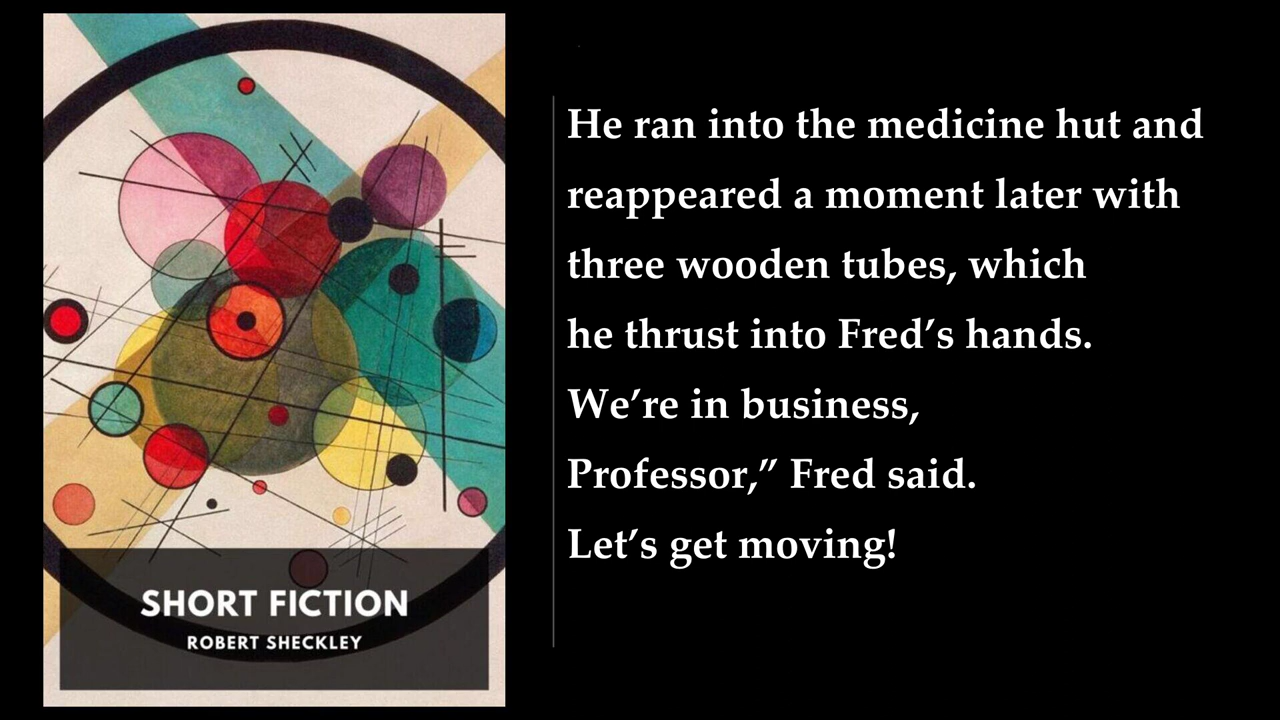 SHORT FICTION
ROBERT SHECKLEY
He ran into the medicine hut and
reappeared a moment later with
three wooden tubes, which
he thrust into Fred’s hands.
We’re in business,
Professor,” Fred said.
Let’s get moving!